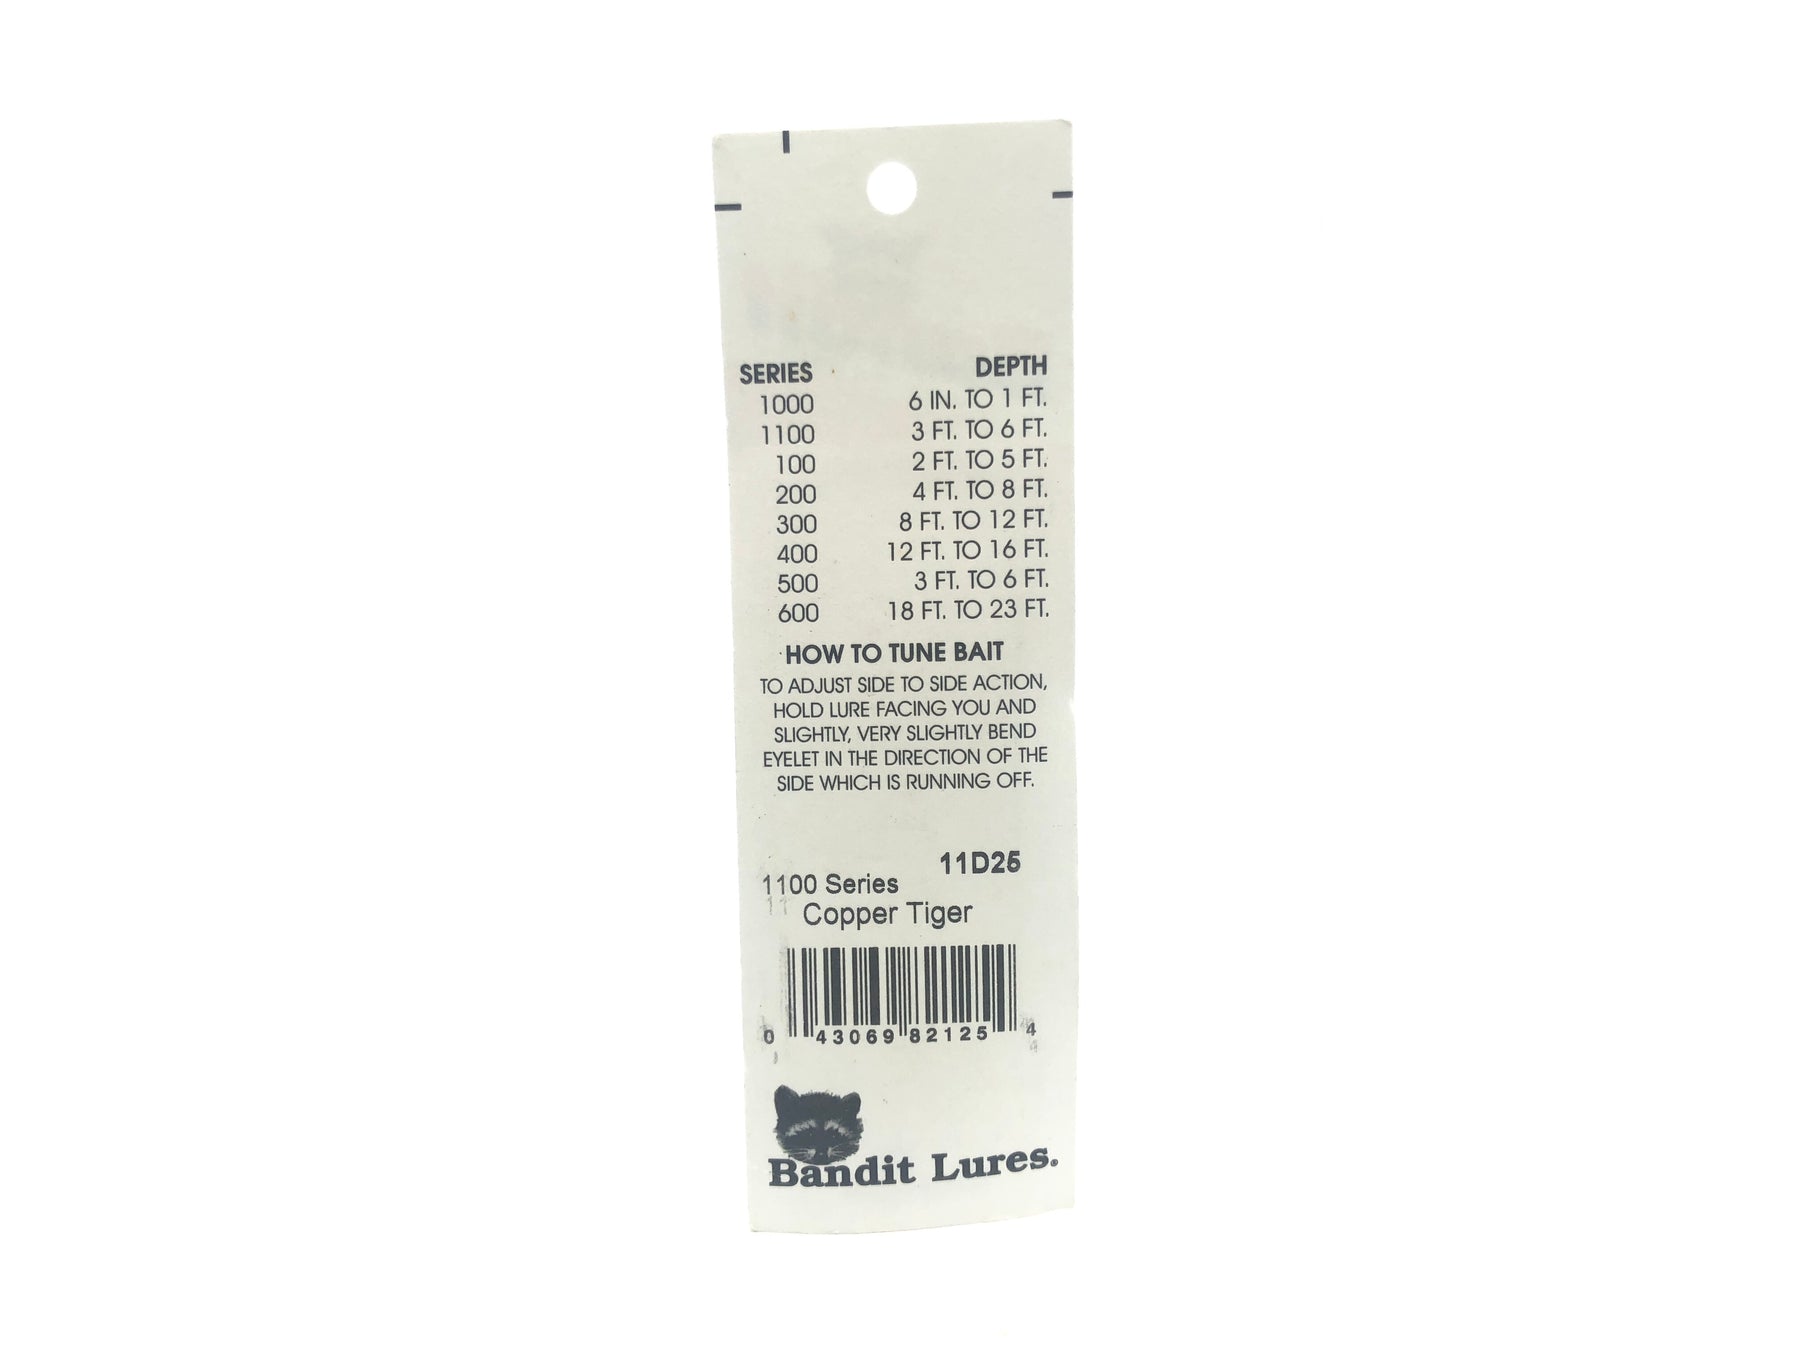 SERIES DEPTH
1000 6 IN. TO 1 FT.
1100 3 FT. TO 6 FT.
100 2 FT. TO 5 FT.
200 4 FT. TO 8 FT.
300 8 FT. TO 12 FT.
400 12 FT. TO 16 FT.
500 3 FT. TO 6 FT.
600 18 FT. TO 23 FT.
HOW TO TUNE BAIT
TO ADJUST SIDE TO SIDE ACTION,
HOLD LURE FACING YOU AND
SLIGHTLY, VERY SLIGHTLY BEND
EYELET IN THE DIRECTION OF THE
SIDE WHICH IS RUNNING OFF.
11D25
1100 Series
Copper Tiger
0 43069 82125 4
Bandit Lures.